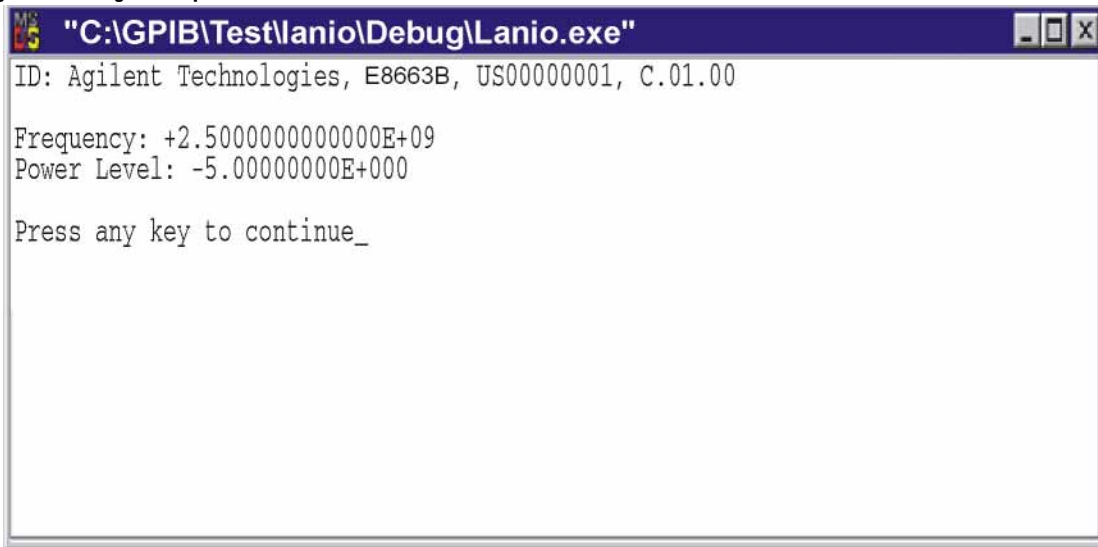 "C:\GPIB\Test\lanio\Debug\Lanio.exe"
ID: Agilent Technologies, E8663B, US00000001, C.01.00
Frequency: +2.5000000000000E+09
Power Level: -5.00000000E+000
Press any key to continue_